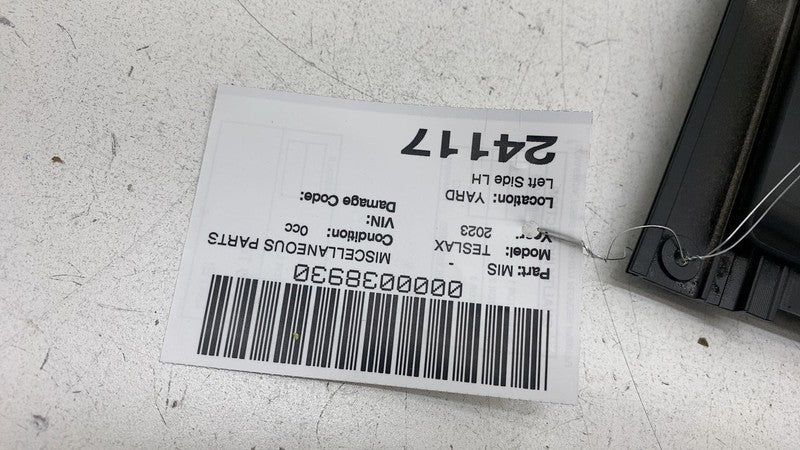 0000038930
Part: MIS - MISCELLANEOUS PARTS
Model: TESLAX
Year: 2023 Condition: 0cc
VIN:
Location: YARD Damage Code:
Left Side LH
24117